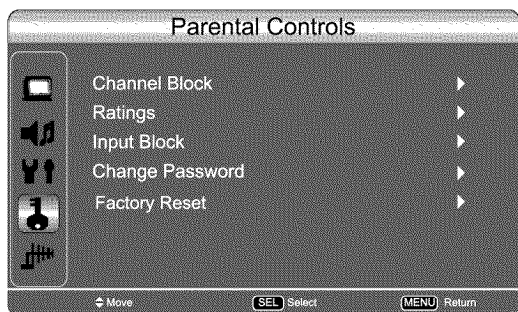 Parental Controls
Channel Block
Ratings
Input Block
Change Password
Factory Reset
Move SEL Select MENU Return